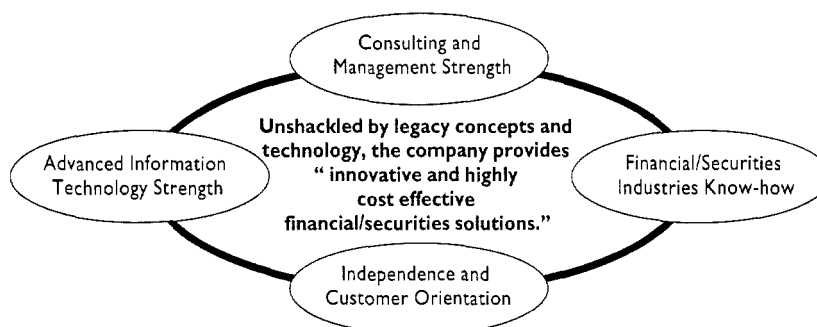 Consulting and
Management Strength
Unshackled by legacy concepts and
technology, the company provides
“ innovative and highly
cost effective
financial/securities solutions.”
Advanced Information
Technology Strength
Financial/Securities
Industries Know-how
Independence and
Customer Orientation